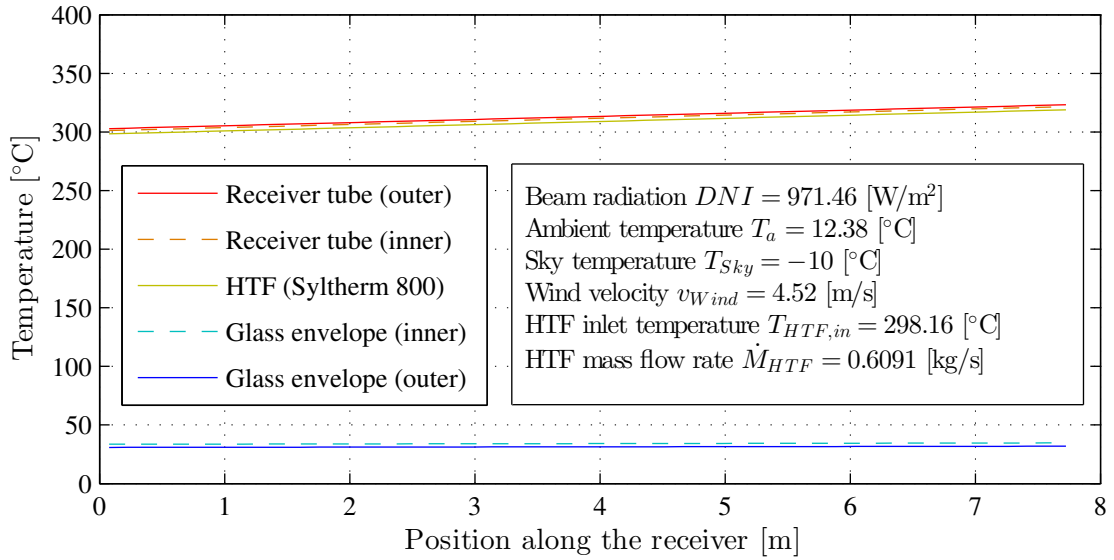 400
350
300
250
200
150
100
50
0
Temperature [°C]
Receiver tube (outer)
Receiver tube (inner)
HTF (Syltherm 800)
Glass envelope (inner)
Glass envelope (outer)
Beam radiation DNI = 971.46 [W/m²]
Ambient temperature T_a = 12.38 [°C]
Sky temperature T_Sky = −10 [°C]
Wind velocity v_Wind = 4.52 [m/s]
HTF inlet temperature T_HTF,in = 298.16 [°C]
HTF mass flow rate Ṁ_HTF = 0.6091 [kg/s]
0 1 2 3 4 5 6 7 8
Position along the receiver [m]